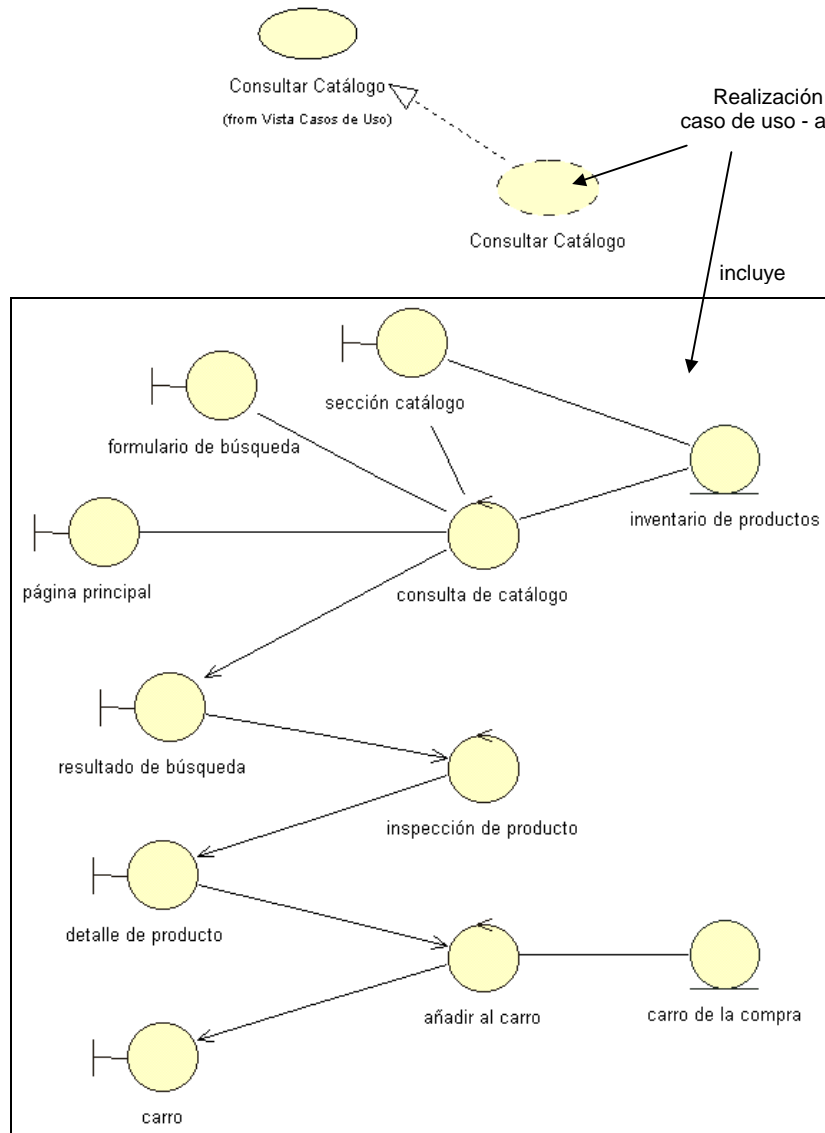 Consultar Catálogo
(from Vista Casos de Uso)
Realización
caso de uso - a
Consultar Catálogo
incluye
sección catálogo
formulario de búsqueda
inventario de productos
página principal
consulta de catálogo
resultado de búsqueda
inspección de producto
detalle de producto
añadir al carro
carro de la compra
carro